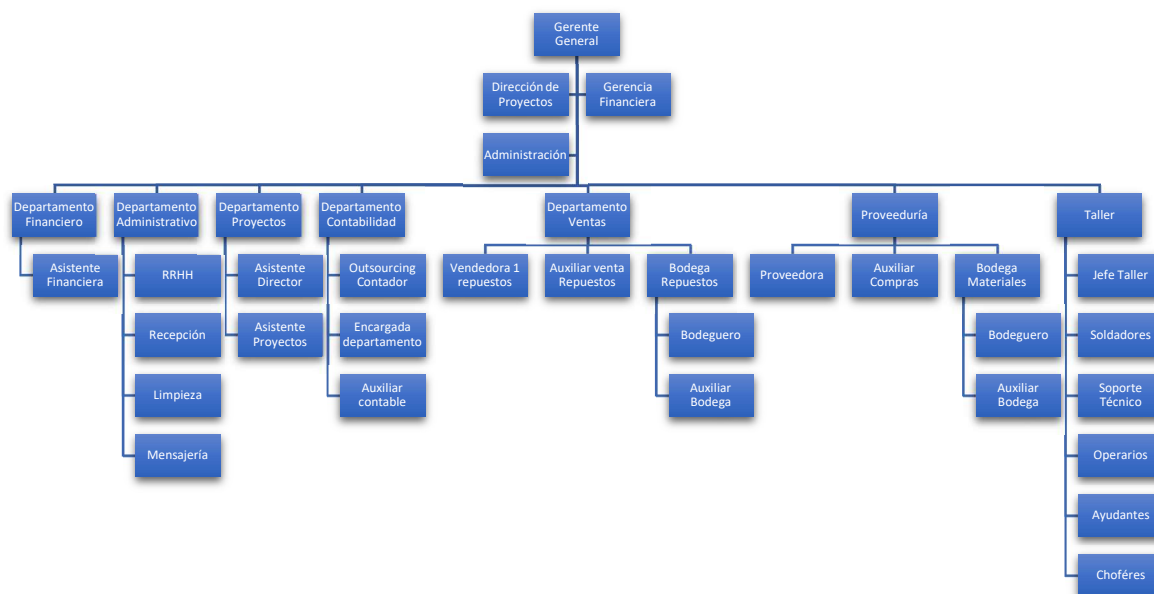 Gerente
General
Dirección de
Proyectos
Gerencia
Financiera
Administración
Departamento
Financiero
Departamento
Administrativo
Departamento
Proyectos
Departamento
Contabilidad
Departamento
Ventas
Proveeduría
Taller
Asistente
Financiera
RRHH
Asistente
Director
Outsourcing
Contador
Vendedora 1
repuestos
Auxiliar venta
Repuestos
Bodega
Repuestos
Proveedora
Auxiliar
Compras
Bodega
Materiales
Jefe Taller
Recepción
Asistente
Proyectos
Encargada
departamento
Bodeguero
Bodeguero
Soldadores
Limpieza
Auxiliar
contable
Auxiliar
Bodega
Auxiliar
Bodega
Soporte
Técnico
Mensajería
Operarios
Ayudantes
Choféres